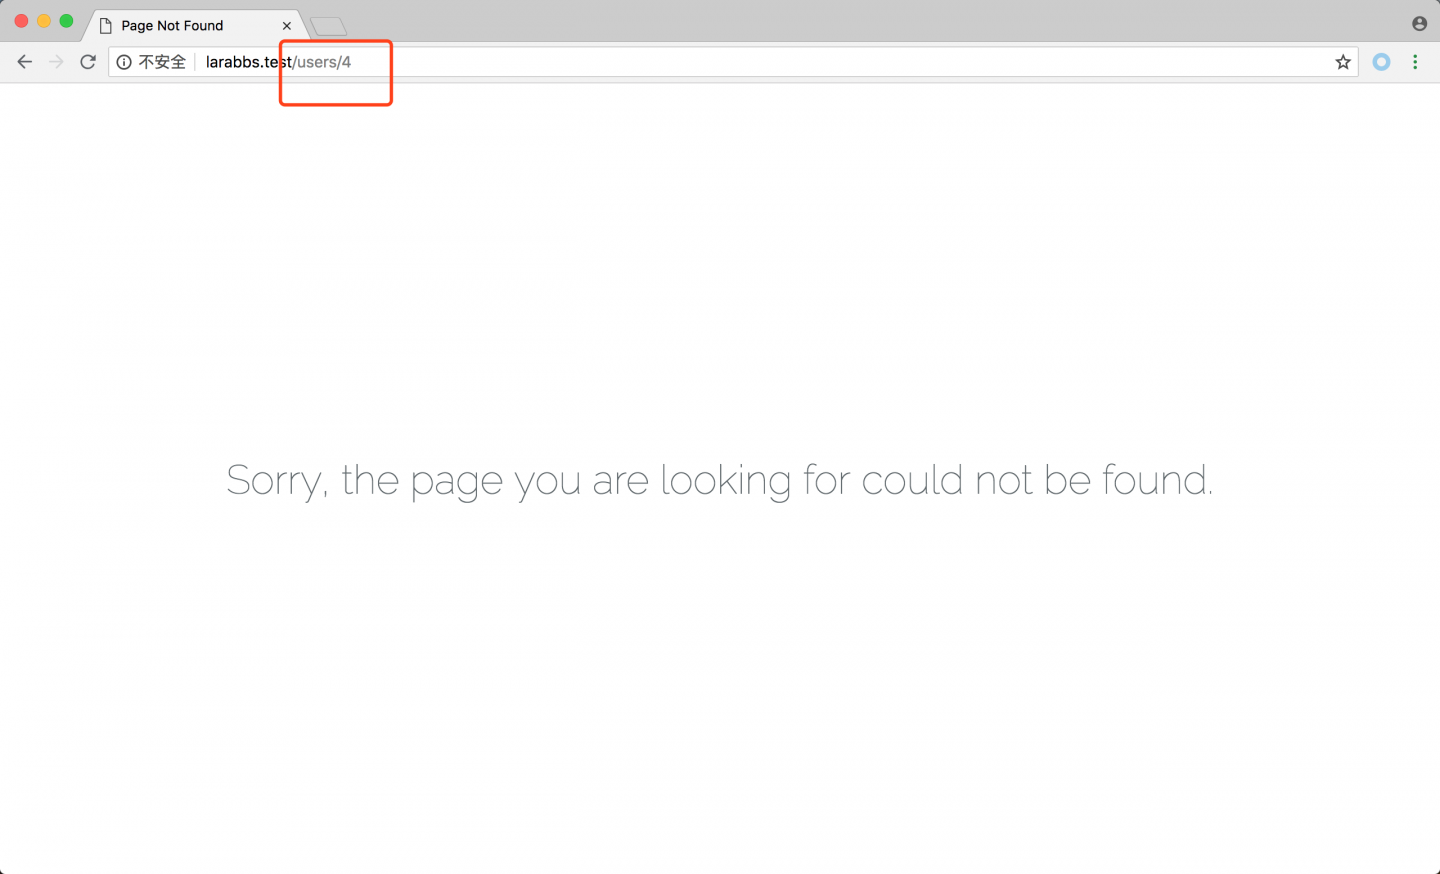 Page Not Found
不安全 larabbs.test/users/4
Sorry, the page you are looking for could not be found.